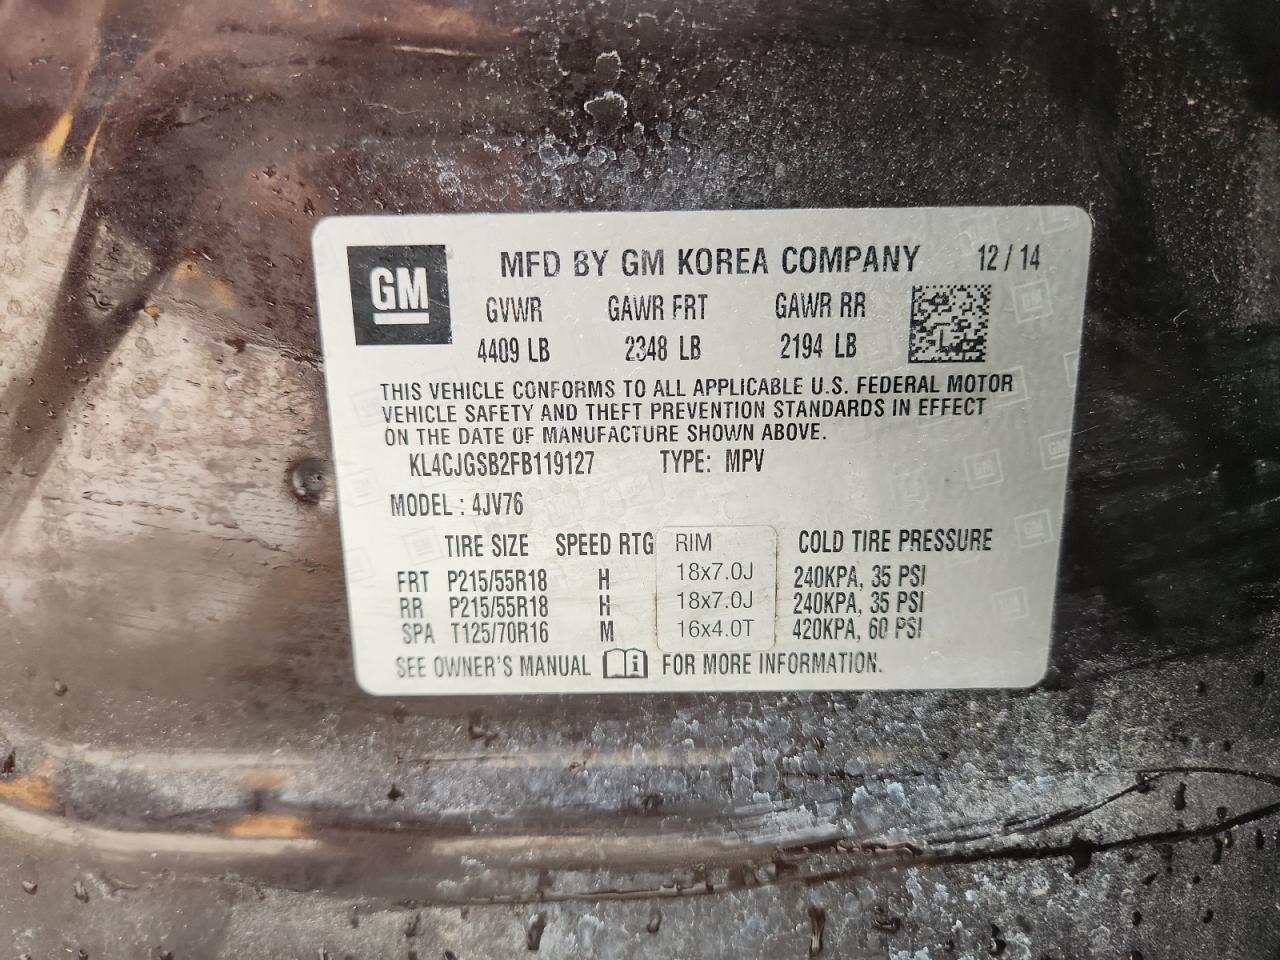 GM MFD BY GM KOREA COMPANY 12 / 14
GVWR GAWR FRT GAWR RR
4409 LB 2348 LB 2194 LB
THIS VEHICLE CONFORMS TO ALL APPLICABLE U.S. FEDERAL MOTOR
VEHICLE SAFETY AND THEFT PREVENTION STANDARDS IN EFFECT
ON THE DATE OF MANUFACTURE SHOWN ABOVE.
KL4CJGSB2FB119127 TYPE: MPV
MODEL : 4JV76
TIRE SIZE SPEED RTG RIM COLD TIRE PRESSURE
FRT P215/55R18 H 18x7.0J 240KPA, 35 PSI
RR P215/55R18 H 18x7.0J 240KPA, 35 PSI
SPA T125/70R16 M 16x4.0T 420KPA, 60 PSI
SEE OWNER'S MANUAL i FOR MORE INFORMATION.